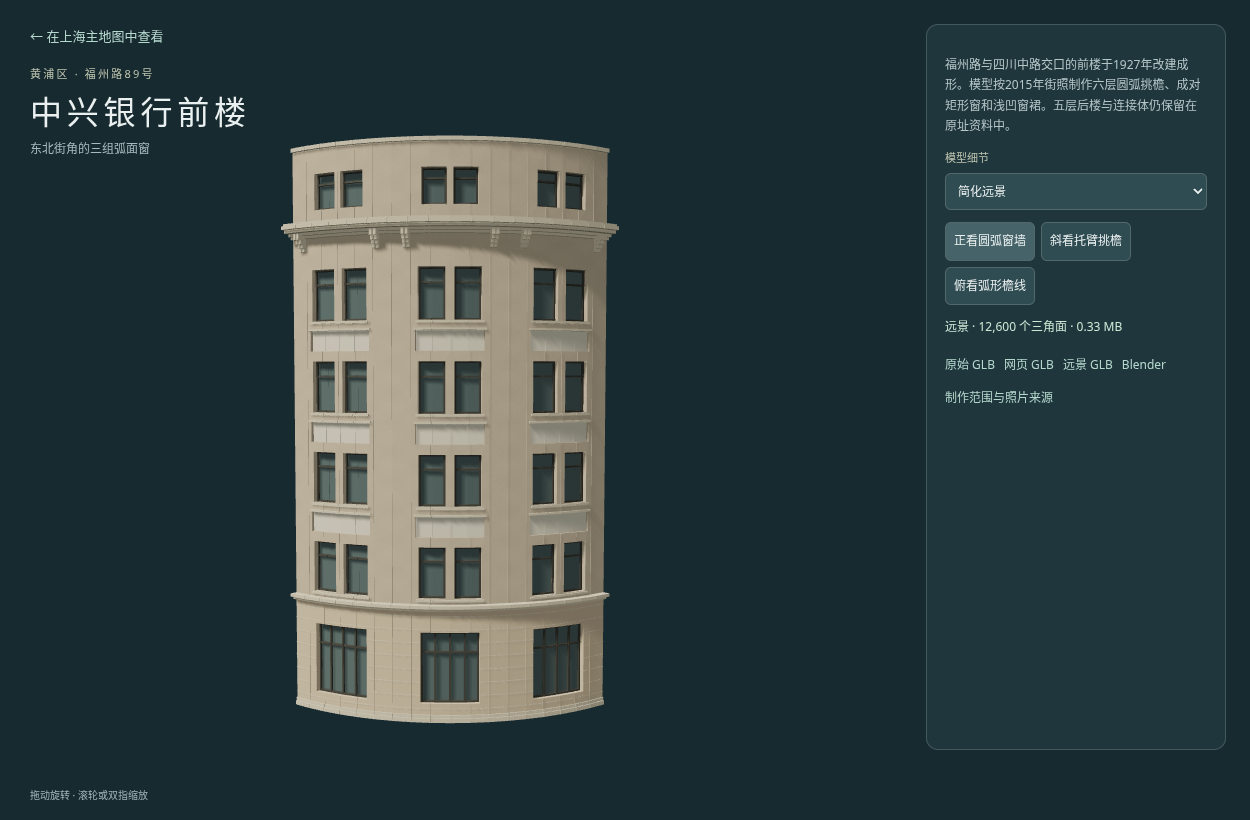 ← 在上海主地图中查看
黄浦区 · 福州路89号
中兴银行前楼
东北街角的三组弧面窗
福州路与四川中路交口的前楼于1927年改建成
形。模型按2015年街照制作六层圆弧挑檐、成对
矩形窗和浅凹窗裙。五层后楼与连接体仍保留在
原址资料中。
模型细节
简化远景
正看圆弧窗墙 斜看托臂挑檐
俯看弧形檐线
远景 · 12,600 个三角面 · 0.33 MB
原始 GLB 网页 GLB 远景 GLB Blender
制作范围与照片来源
拖动旋转 · 滚轮或双指缩放